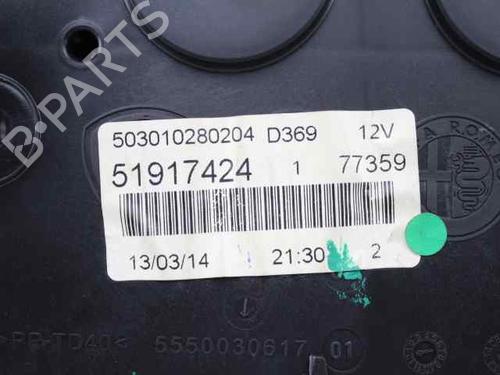 503010280204 D369 12V
51917424 1 77359
13/03/14 21:30 2
>PP-TD40<
5550030617 01
B-Parts